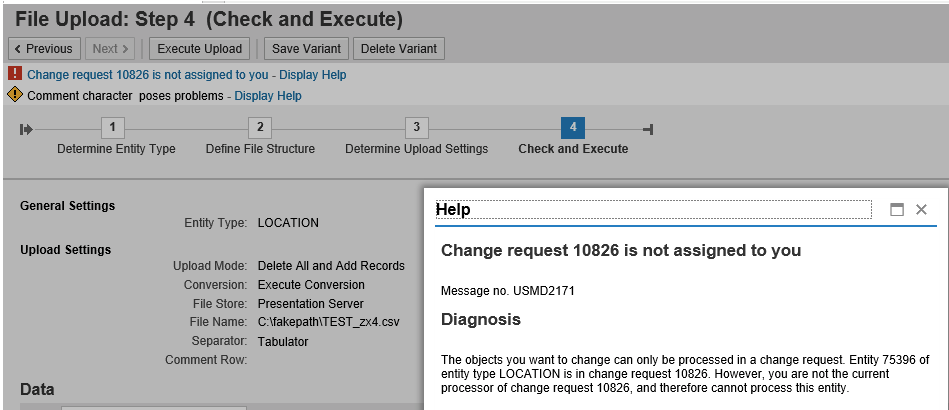 File Upload: Step 4 (Check and Execute)
Previous Next Execute Upload Save Variant Delete Variant
Change request 10826 is not assigned to you - Display Help
Comment character poses problems - Display Help
1 2 3 4
Determine Entity Type Define File Structure Determine Upload Settings Check and Execute
General Settings
Entity Type: LOCATION
Upload Settings
Upload Mode: Delete All and Add Records
Conversion: Execute Conversion
File Store: Presentation Server
File Name: C:\fakepath\TEST_zx4.csv
Separator: Tabulator
Comment Row:
Data
Help
Change request 10826 is not assigned to you
Message no. USMD2171
Diagnosis
The objects you want to change can only be processed in a change request. Entity 75396 of
entity type LOCATION is in change request 10826. However, you are not the current
processor of change request 10826, and therefore cannot process this entity.